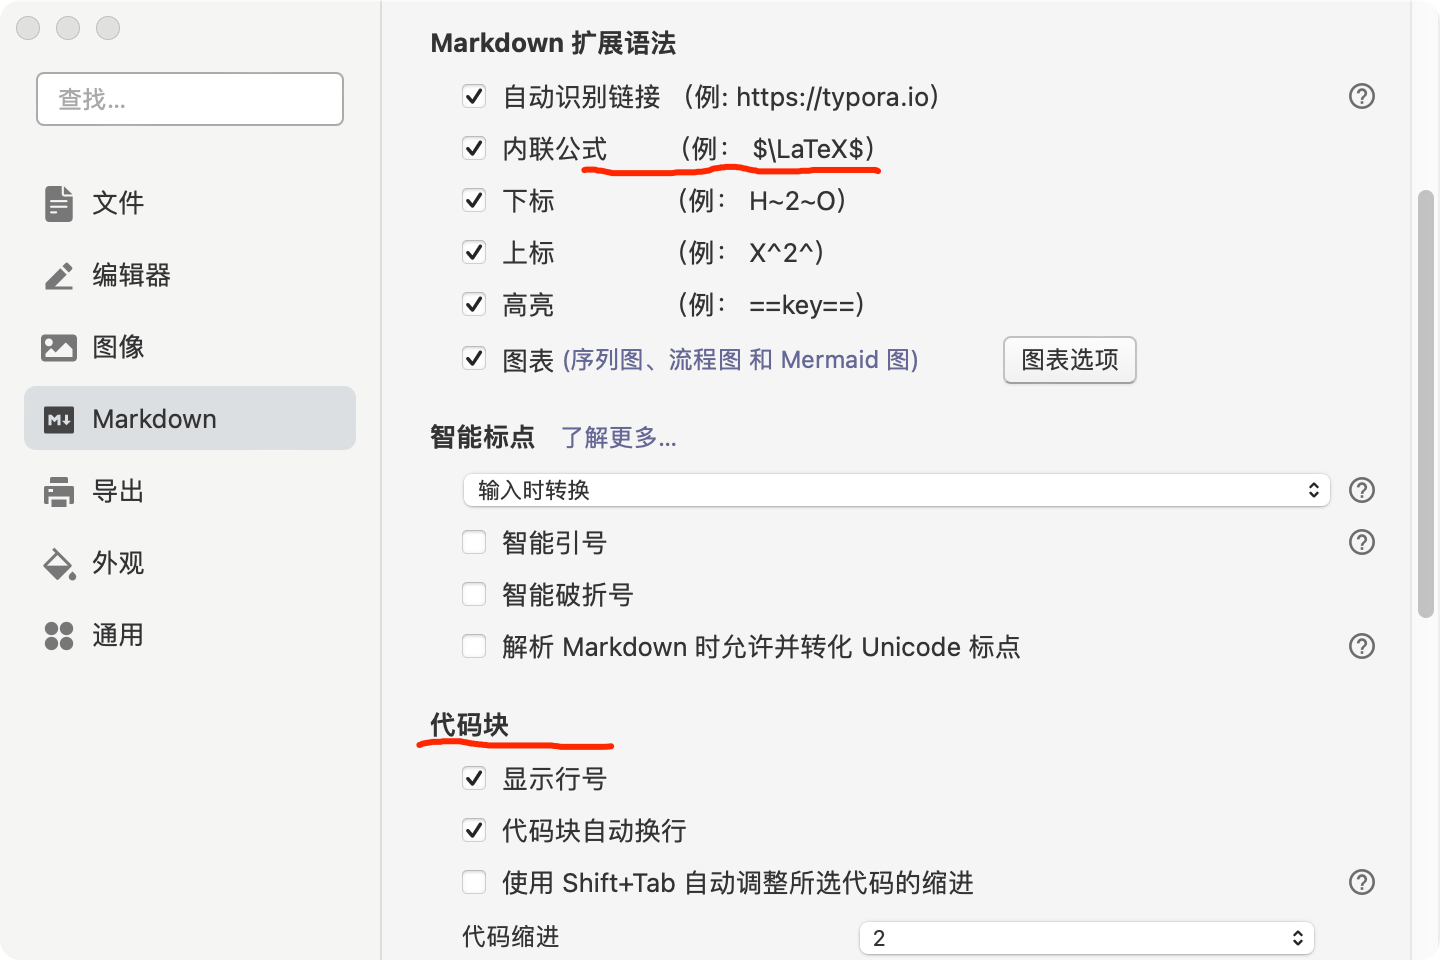 查找...
文件
编辑器
图像
Markdown
导出
外观
通用
Markdown 扩展语法
自动识别链接 （例: https://typora.io）
内联公式 （例： $\LaTeX$）
下标 （例： H~2~O）
上标 （例： X^2^）
高亮 （例： ==key==）
图表 (序列图、流程图 和 Mermaid 图) 图表选项
智能标点 了解更多...
输入时转换
智能引号
智能破折号
解析 Markdown 时允许并转化 Unicode 标点
代码块
显示行号
代码块自动换行
使用 Shift+Tab 自动调整所选代码的缩进
代码缩进 2